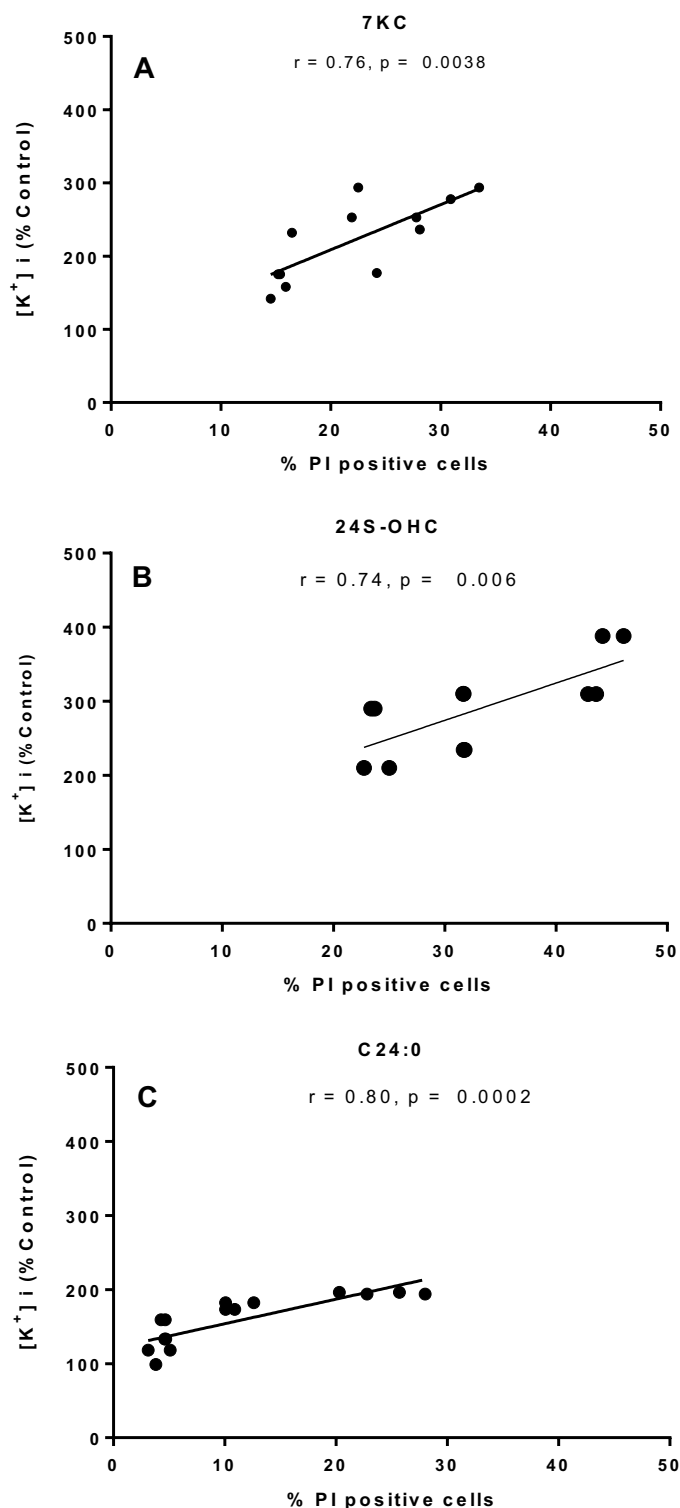 7KC
500
A
r = 0.76, p = 0.0038
400
300
200
100
0
[K+] i (% Control)
0 10 20 30 40 50
% PI positive cells
24S-OHC
500
B
r = 0.74, p = 0.006
400
300
200
100
0
[K+] i (% Control)
0 10 20 30 40 50
% PI positive cells
C24:0
500
C
r = 0.80, p = 0.0002
400
300
200
100
0
[K+] i (% Control)
0 10 20 30 40 50
% PI positive cells